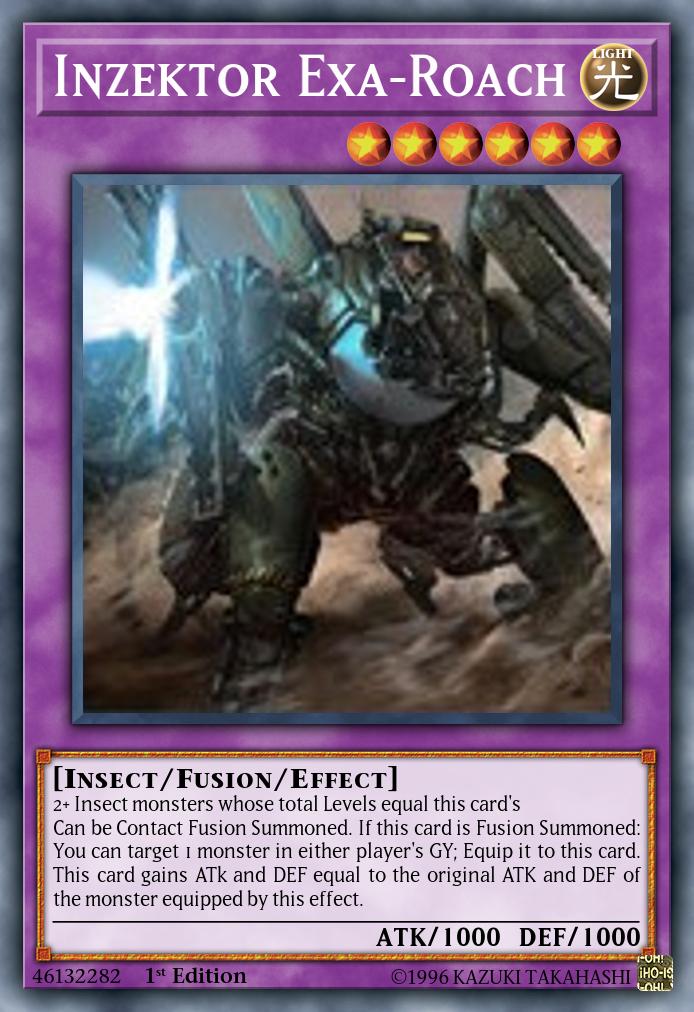 Inzektor Exa-Roach
LIGHT
光
[Insect/Fusion/Effect]
2+ Insect monsters whose total Levels equal this card's
Can be Contact Fusion Summoned. If this card is Fusion Summoned:
You can target 1 monster in either player's GY; Equip it to this card.
This card gains ATk and DEF equal to the original ATK and DEF of
the monster equipped by this effect.
ATK/1000 DEF/1000
46132282 1st Edition ©1996 KAZUKI TAKAHASHI